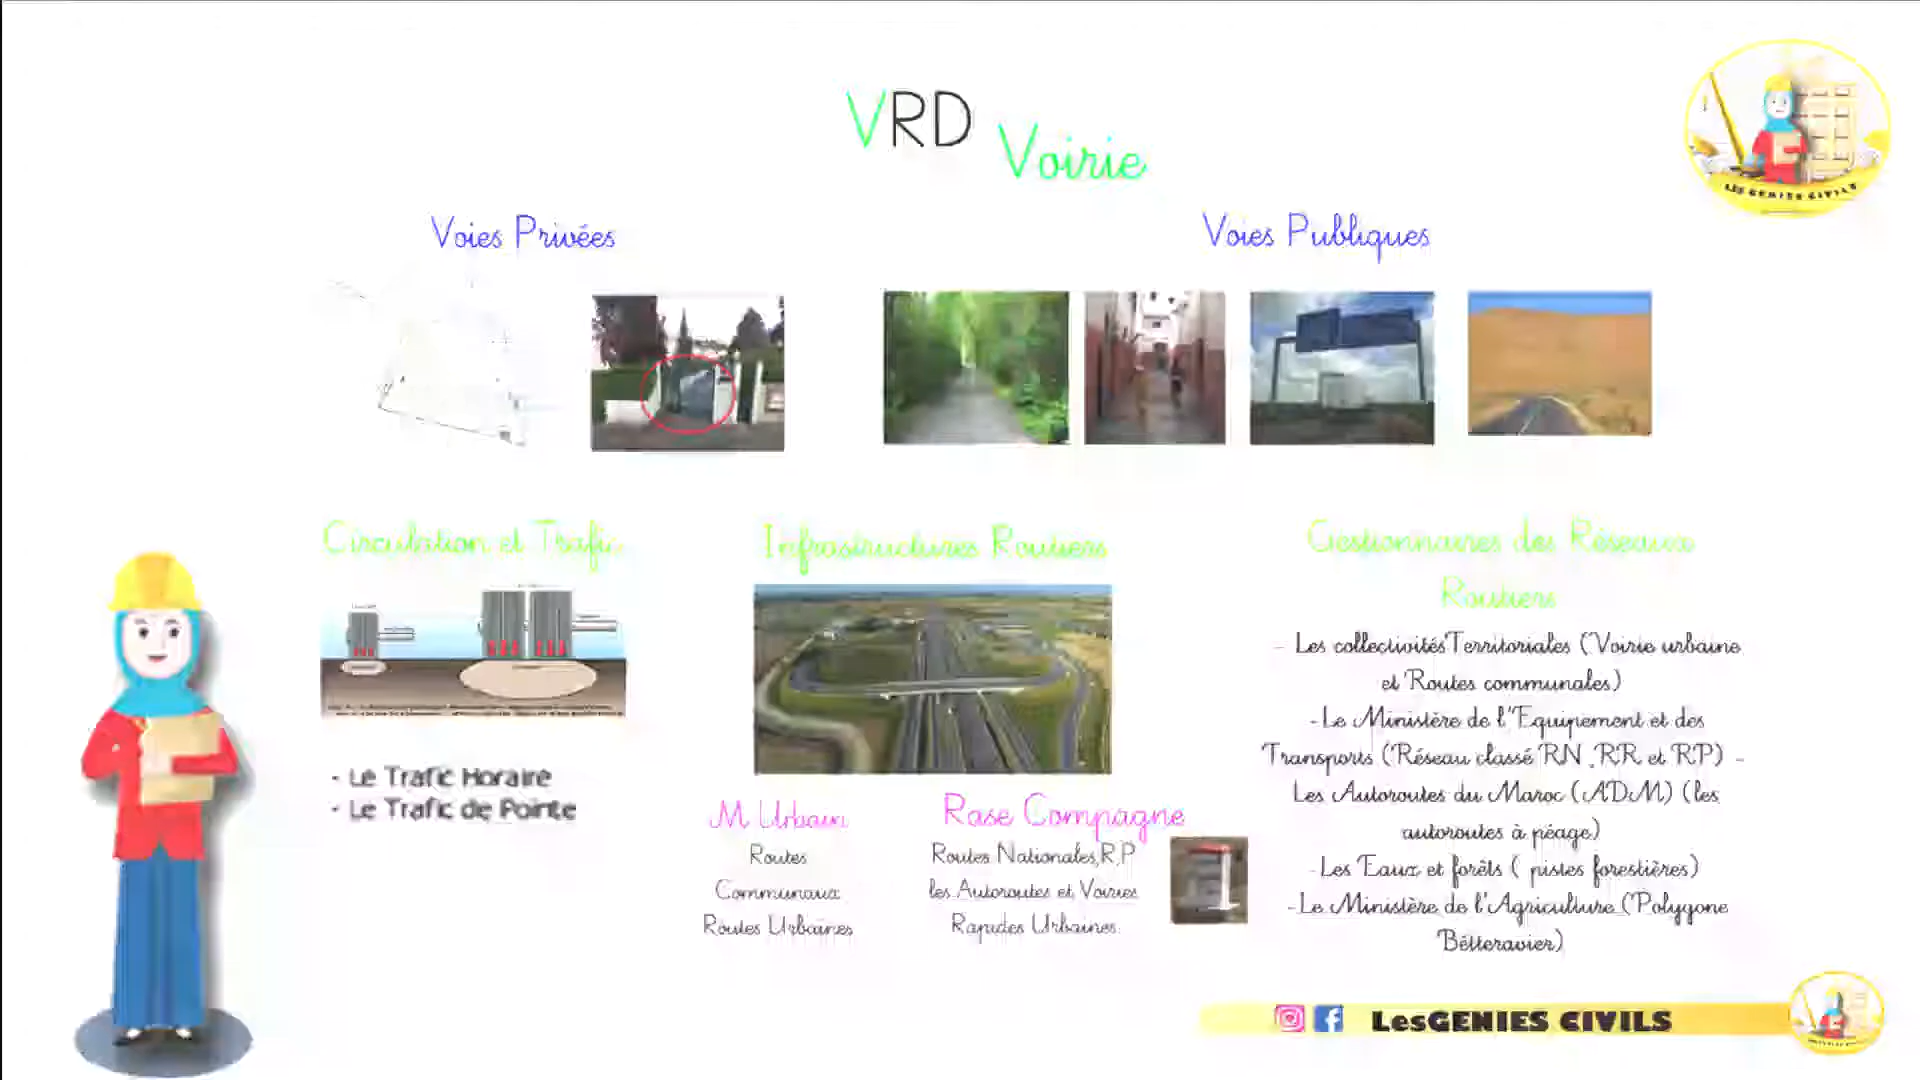 VRD
Voirie
LES GENIES CIVILS
Voies Privées
Voies Publiques
Circulation et Trafic
- Le Trafic Horaire
- Le Trafic de Pointe
Infrastructures Routiers
M Urbain
Routes
Communaux
Routes Urbaines
Rase Compagne
Routes Nationales,R,P
les Autoroutes et Voiries
Rapides Urbaines.
Gestionnaires des Réseaux
Routiers
- Les collectivités Territoriales (Voirie urbaine
et Routes communales)
-Le Ministère de l'Equipement et des
Transports (Réseau classé RN ,RR et RP) -
Les Autoroutes du Maroc (ADM) (les
autoroutes à péage)
-Les Eaux et forêts ( pistes forestières)
-Le Ministère de l'Agriculture (Polygone
Bétteravier)
LesGENIES CIVILS